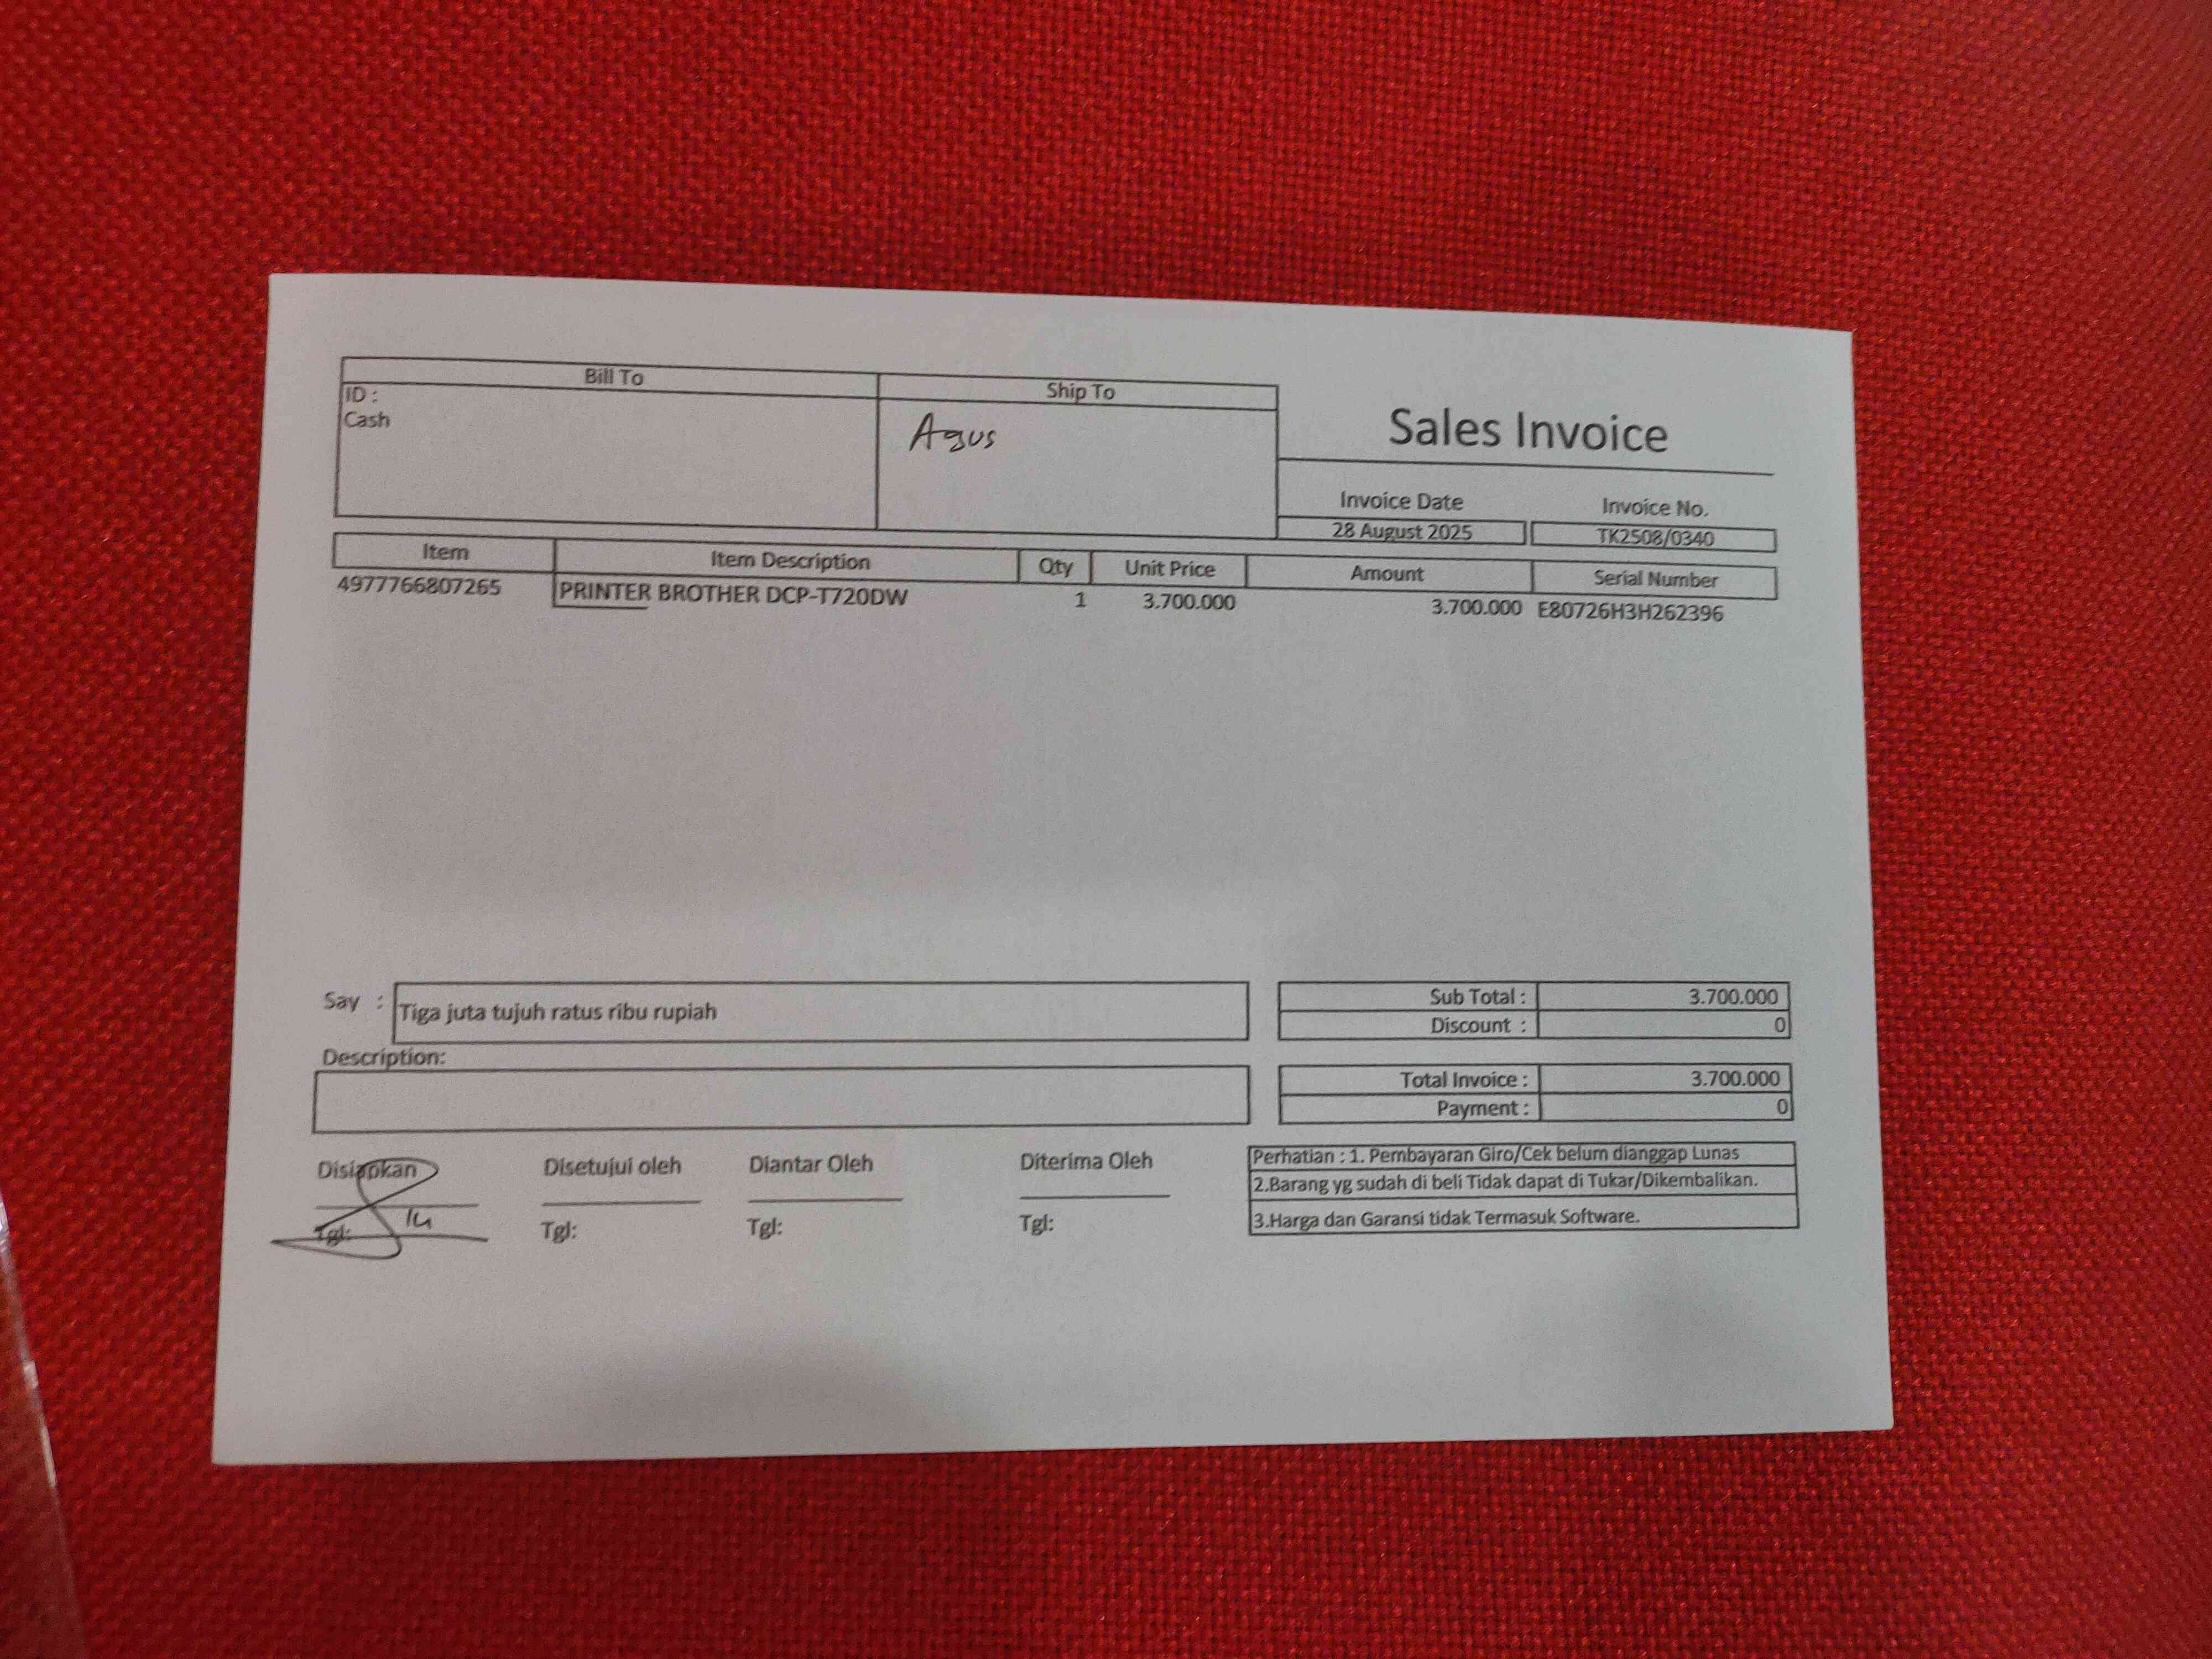 Bill To
Ship To
ID :
Cash
Agus
Sales Invoice
Invoice Date
Invoice No.
28 August 2025
TK2508/0340
Item
Item Description
Qty
Unit Price
Amount
Serial Number
4977766807265
PRINTER BROTHER DCP-T720DW
1
3.700.000
3.700.000
E80726H3H262396
Say :
Tiga juta tujuh ratus ribu rupiah
Sub Total :
3.700.000
Discount :
0
Description:
Total Invoice :
3.700.000
Payment :
0
Disiapkan
Disetujui oleh
Diantar Oleh
Diterima Oleh
Tgl:
Tgl:
Tgl:
Tgl:
Perhatian : 1. Pembayaran Giro/Cek belum dianggap Lunas
2.Barang yg sudah di beli Tidak dapat di Tukar/Dikembalikan.
3.Harga dan Garansi tidak Termasuk Software.